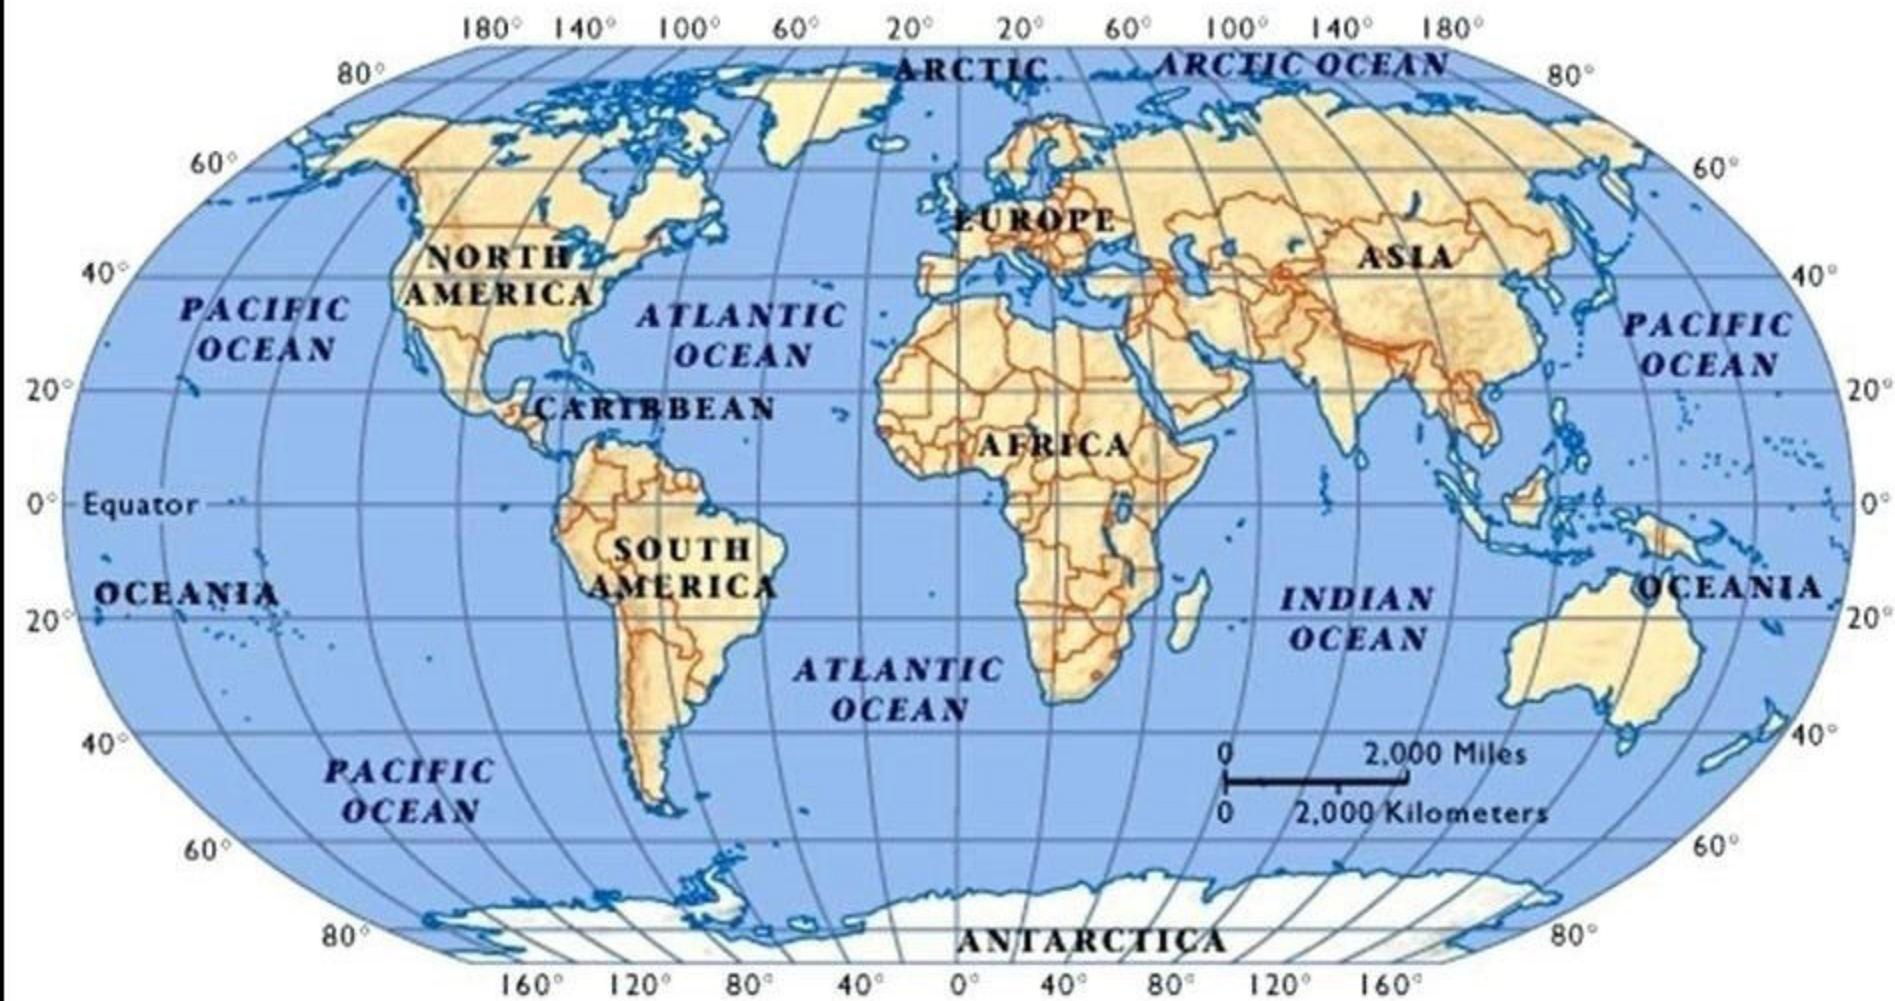 180° 140° 100° 60° 20° 20° 60° 100° 140° 180°
80° ARCTIC ARCTIC OCEAN 80°
60° 60°
EUROPE
NORTH AMERICA
ASIA
40° 40°
PACIFIC OCEAN
ATLANTIC OCEAN
PACIFIC OCEAN
20° 20°
CARIBBEAN
AFRICA
0° Equator 0°
SOUTH AMERICA
OCEANIA
INDIAN OCEAN
OCEANIA
20° 20°
ATLANTIC OCEAN
40° 40°
PACIFIC OCEAN
0 2,000 Miles
0 2,000 Kilometers
60° 60°
80° ANTARCTICA 80°
160° 120° 80° 40° 0° 40° 80° 120° 160°